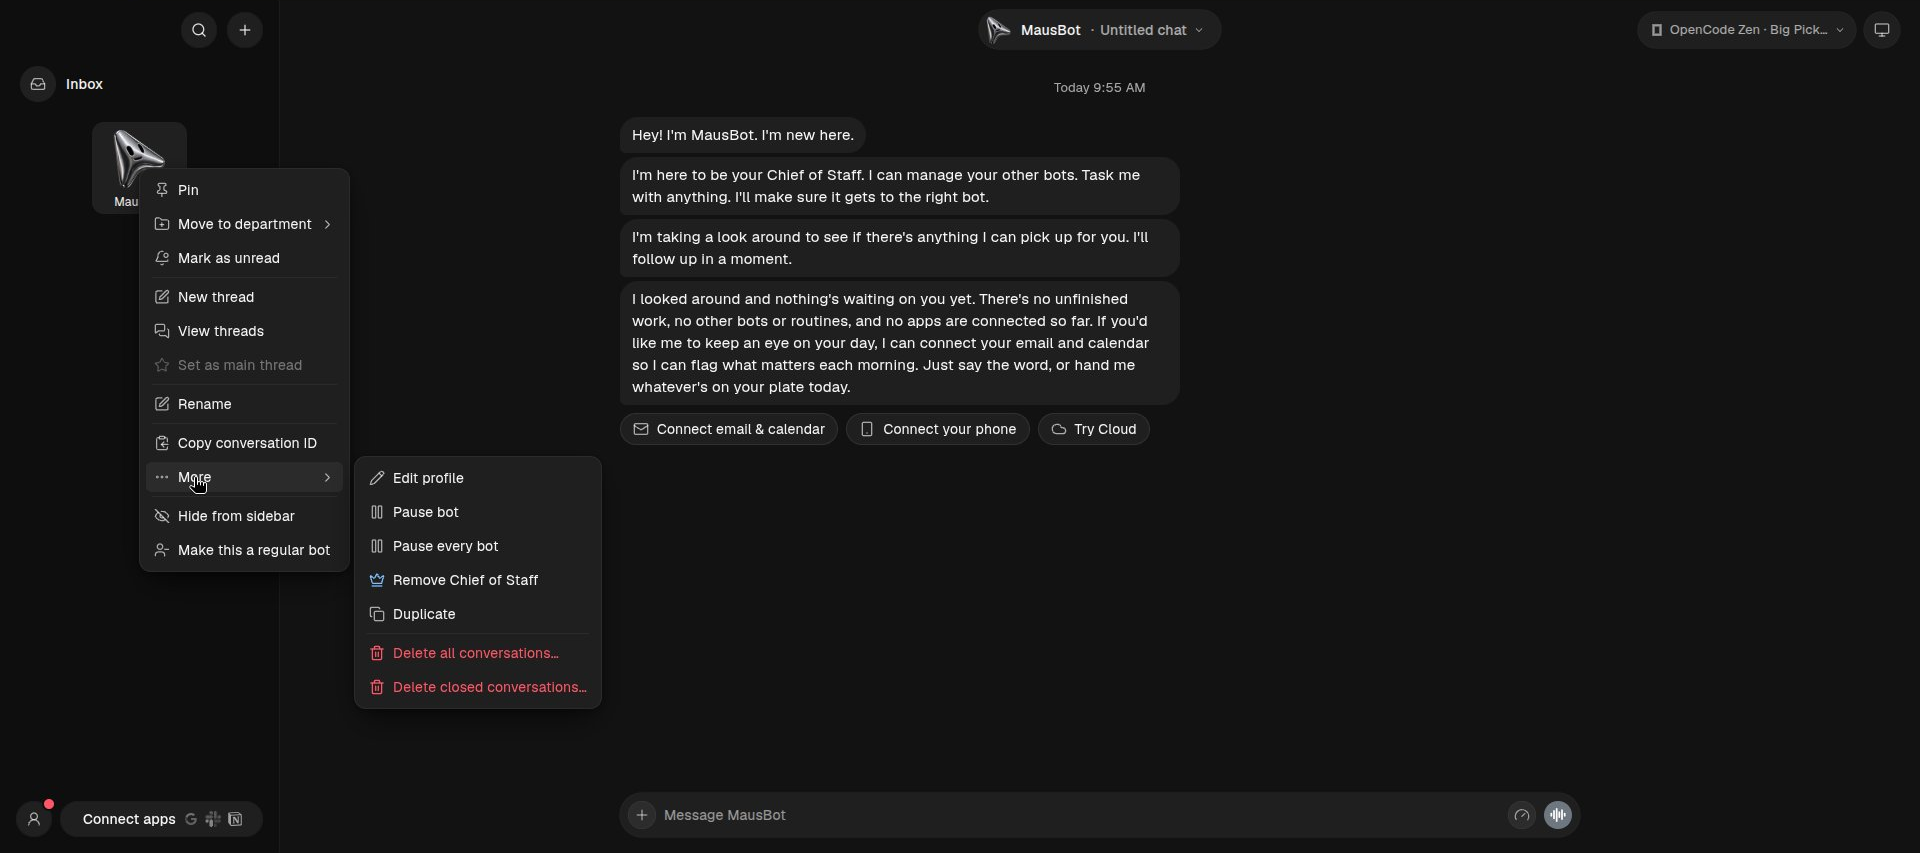 MausBot · Untitled chat
OpenCode Zen · Big Pick...
Inbox
Mau
Pin
Move to department
Mark as unread
New thread
View threads
Set as main thread
Rename
Copy conversation ID
More
Hide from sidebar
Make this a regular bot
Edit profile
Pause bot
Pause every bot
Remove Chief of Staff
Duplicate
Delete all conversations...
Delete closed conversations...
Today 9:55 AM
Hey! I'm MausBot. I'm new here.
I'm here to be your Chief of Staff. I can manage your other bots. Task me
with anything. I'll make sure it gets to the right bot.
I'm taking a look around to see if there's anything I can pick up for you. I'll
follow up in a moment.
I looked around and nothing's waiting on you yet. There's no unfinished
work, no other bots or routines, and no apps are connected so far. If you'd
like me to keep an eye on your day, I can connect your email and calendar
so I can flag what matters each morning. Just say the word, or hand me
whatever's on your plate today.
Connect email & calendar
Connect your phone
Try Cloud
Connect apps
Message MausBot